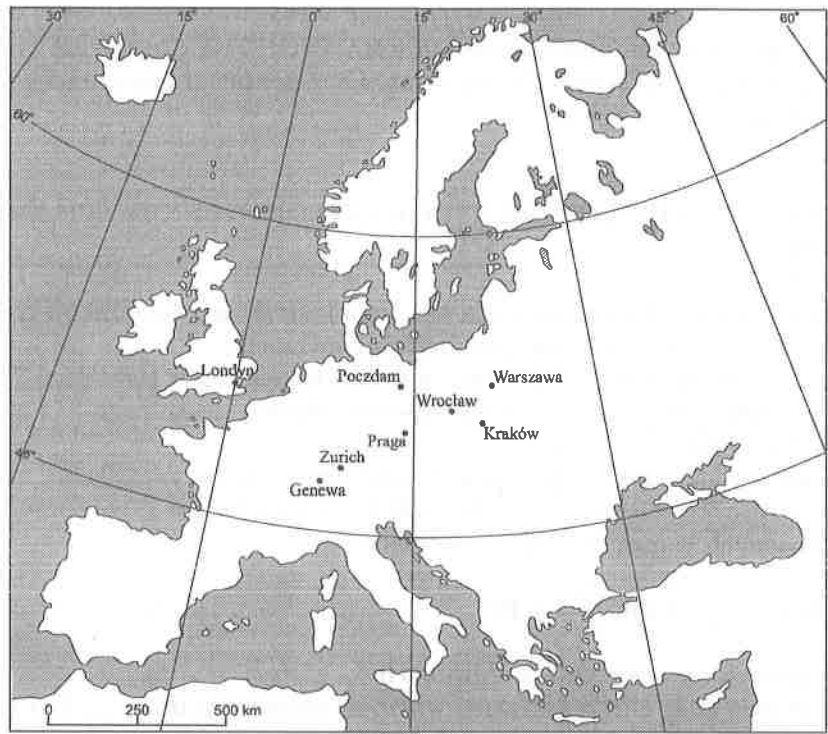 30° 15° 0° 15° 30° 45° 60°
60°
Londyn
Poczdam
Warszawa
Wrocław
Praga
Kraków
Zurich
45°
Genewa
0 250 500 km